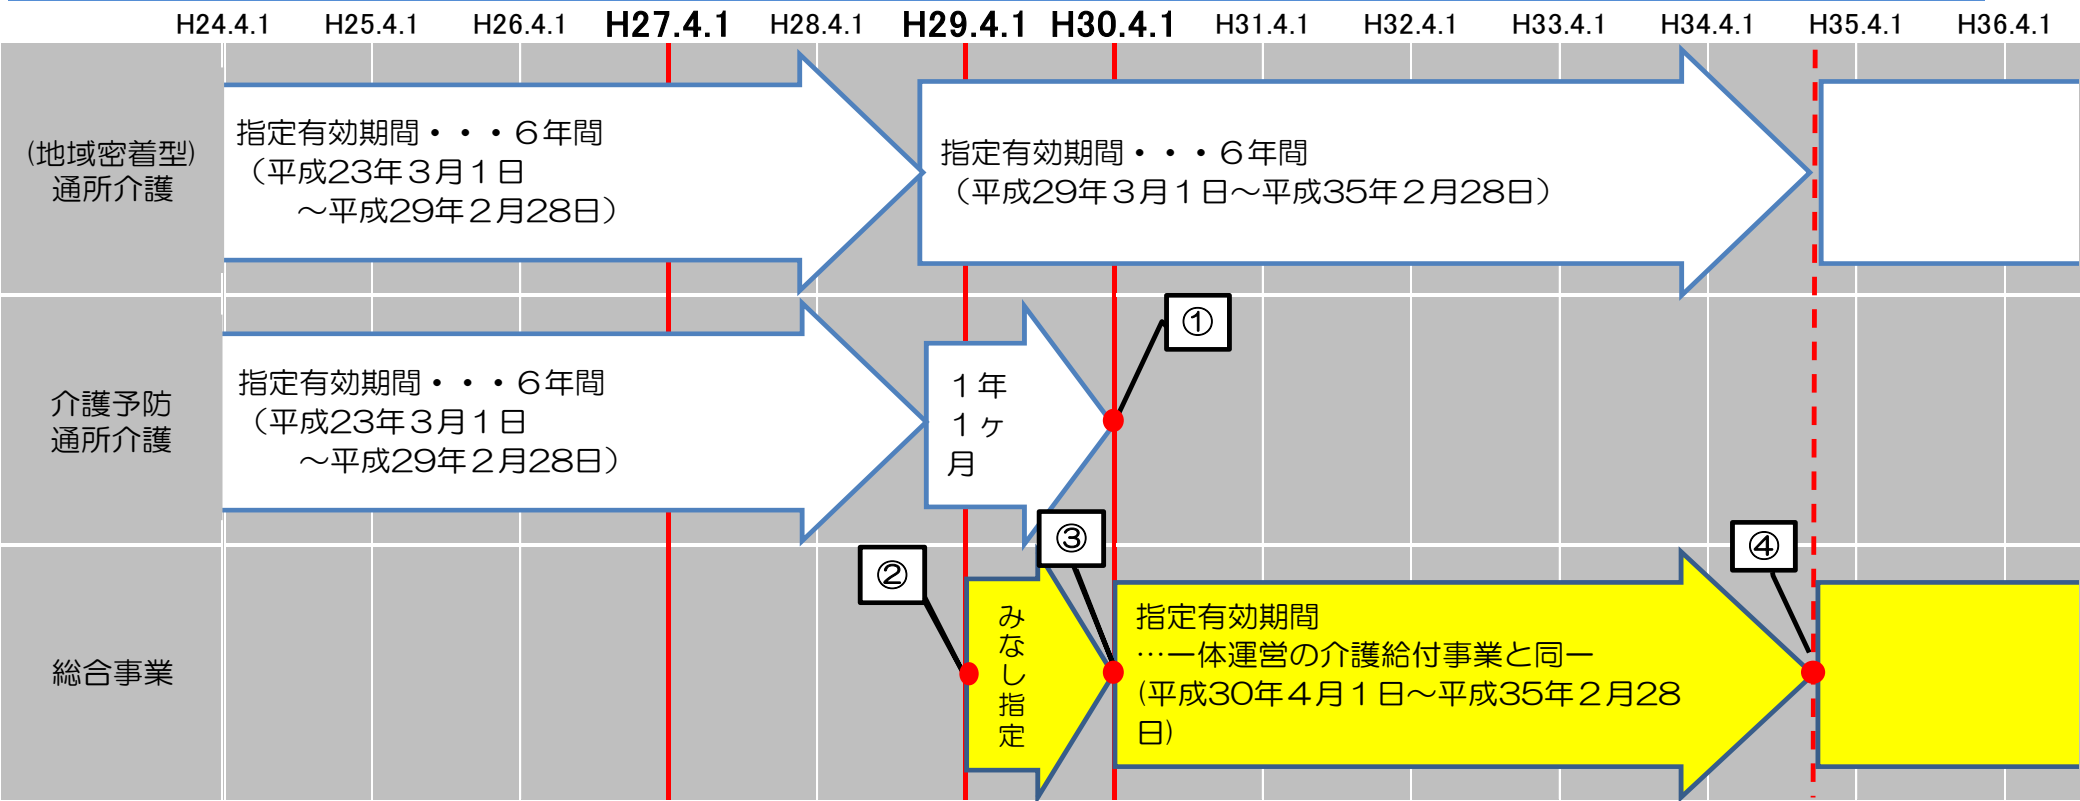 H24.4.1 H25.4.1 H26.4.1 H27.4.1 H28.4.1 H29.4.1 H30.4.1 H31.4.1 H32.4.1 H33.4.1 H34.4.1 H35.4.1 H36.4.1
(地域密着型)
通所介護
指定有効期間・・・６年間
（平成23年３月１日
～平成29年２月28日）
指定有効期間・・・６年間
（平成29年３月１日～平成35年２月28日）
介護予防
通所介護
指定有効期間・・・６年間
（平成23年３月１日
～平成29年２月28日）
１年
１ヶ
月
①
総合事業
②
みなし指定
③
指定有効期間
…一体運営の介護給付事業と同一
(平成30年４月１日～平成35年２月28
日)
④